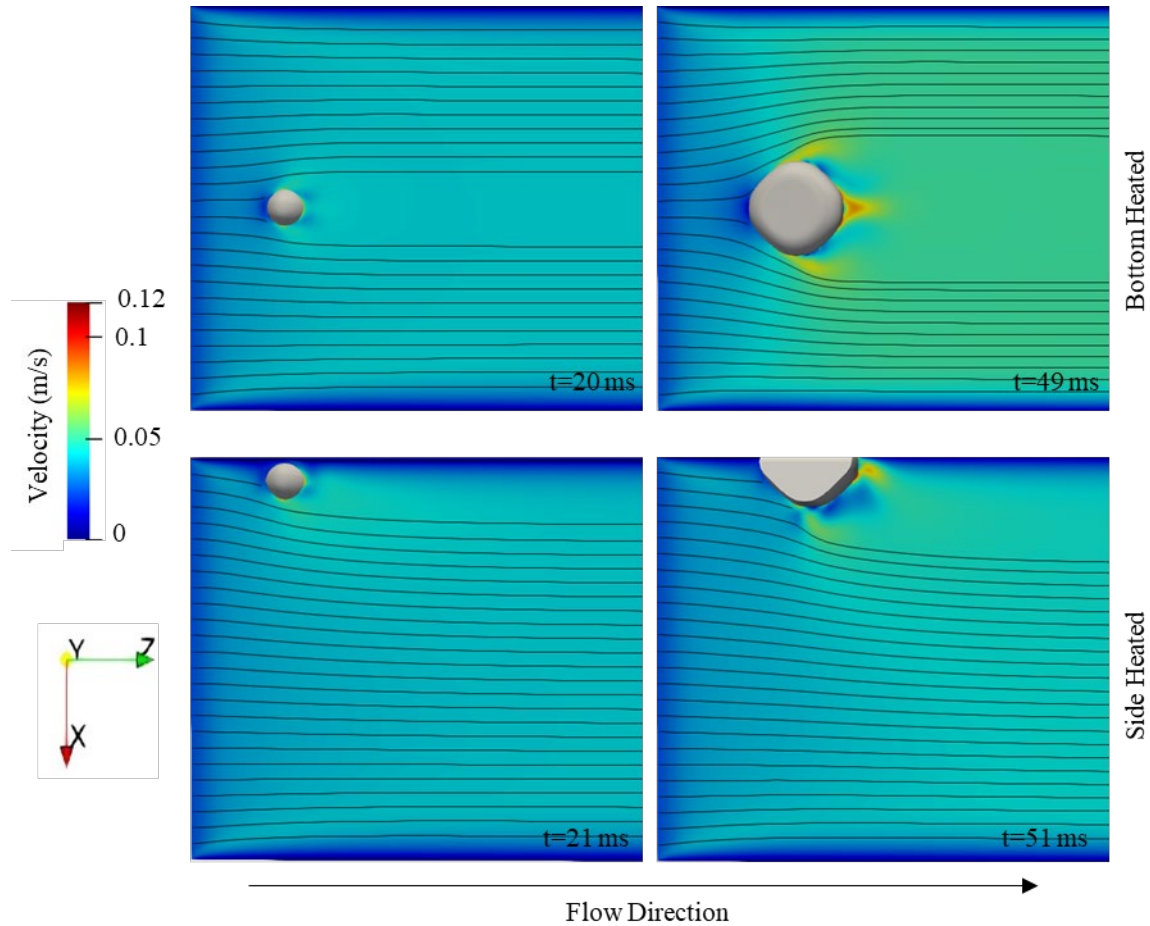 t=20 ms
t=49 ms
Bottom Heated
Velocity (m/s)
0.12
0.1
0.05
0
t=21 ms
t=51 ms
Side Heated
Y
Z
X
Flow Direction